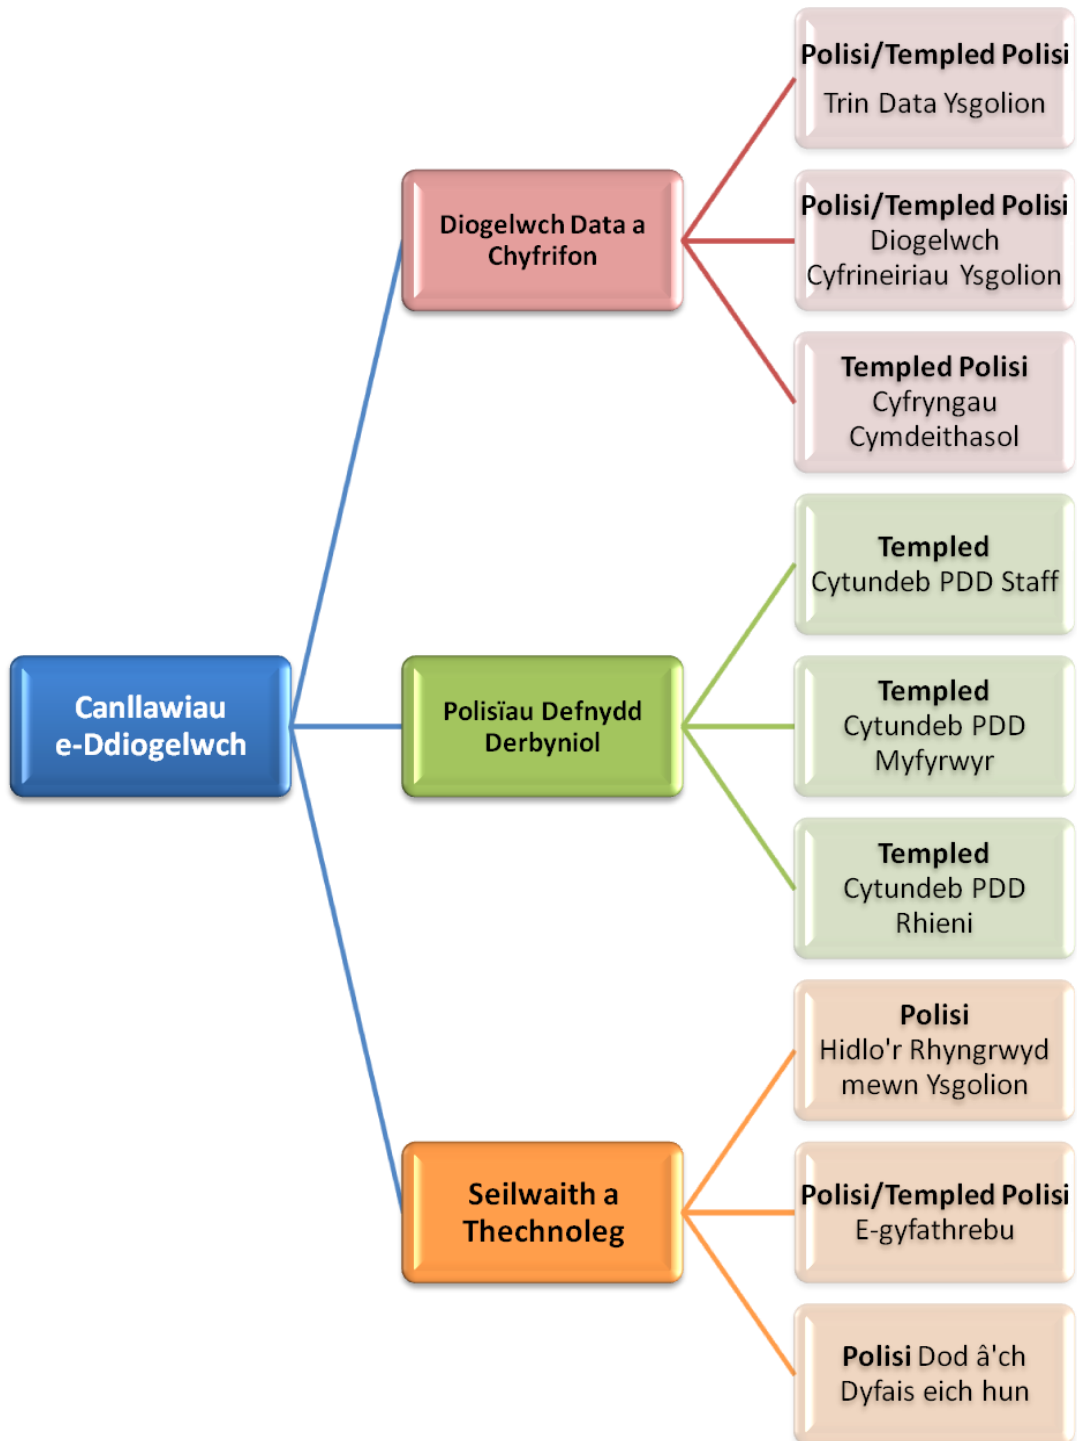 Canllawiau
e-Ddiogelwch
Diogelwch Data a
Chyfrifon
Polisi/Templed Polisi
Trin Data Ysgolion
Polisi/Templed Polisi
Diogelwch
Cyfrineiriau Ysgolion
Templed Polisi
Cyfryngau
Cymdeithasol
Polisïau Defnydd
Derbyniol
Templed
Cytundeb PDD Staff
Templed
Cytundeb PDD
Myfyrwyr
Templed
Cytundeb PDD
Rhieni
Seilwaith a
Thechnoleg
Polisi
Hidlo'r Rhyngrwyd
mewn Ysgolion
Polisi/Templed Polisi
E-gyfathrebu
Polisi Dod â'ch
Dyfais eich hun